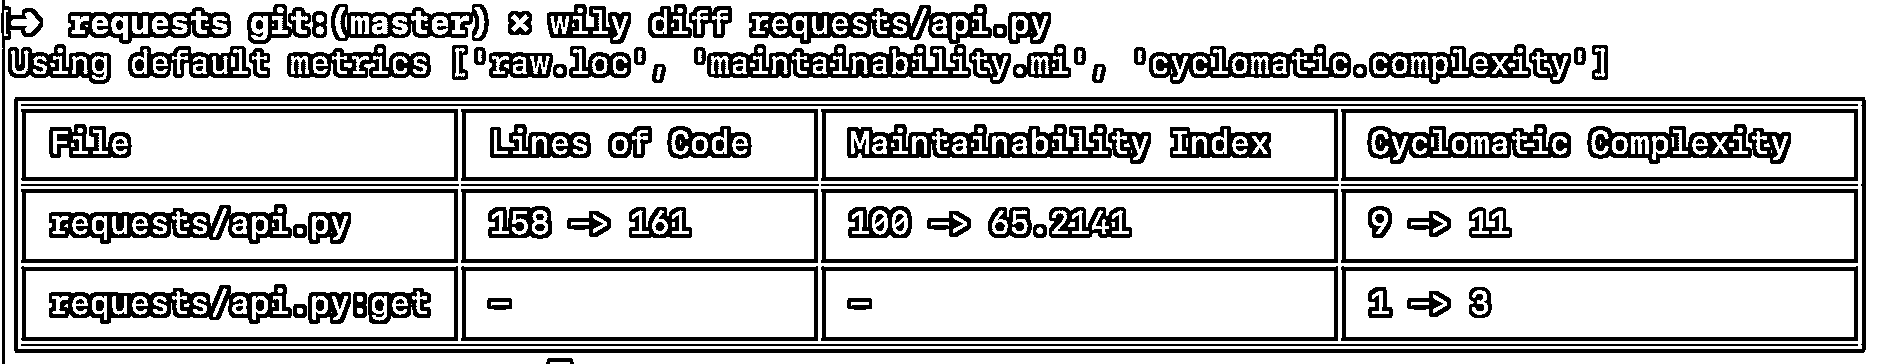 → requests git:(master) × wily diff requests/api.py
Using default metrics ['raw.loc', 'maintainability.mi', 'cyclomatic.complexity']
File Lines of Code Maintainability Index Cyclomatic Complexity
requests/api.py 158 -> 161 100 -> 65.2141 9 -> 11
requests/api.py:get - - 1 -> 3